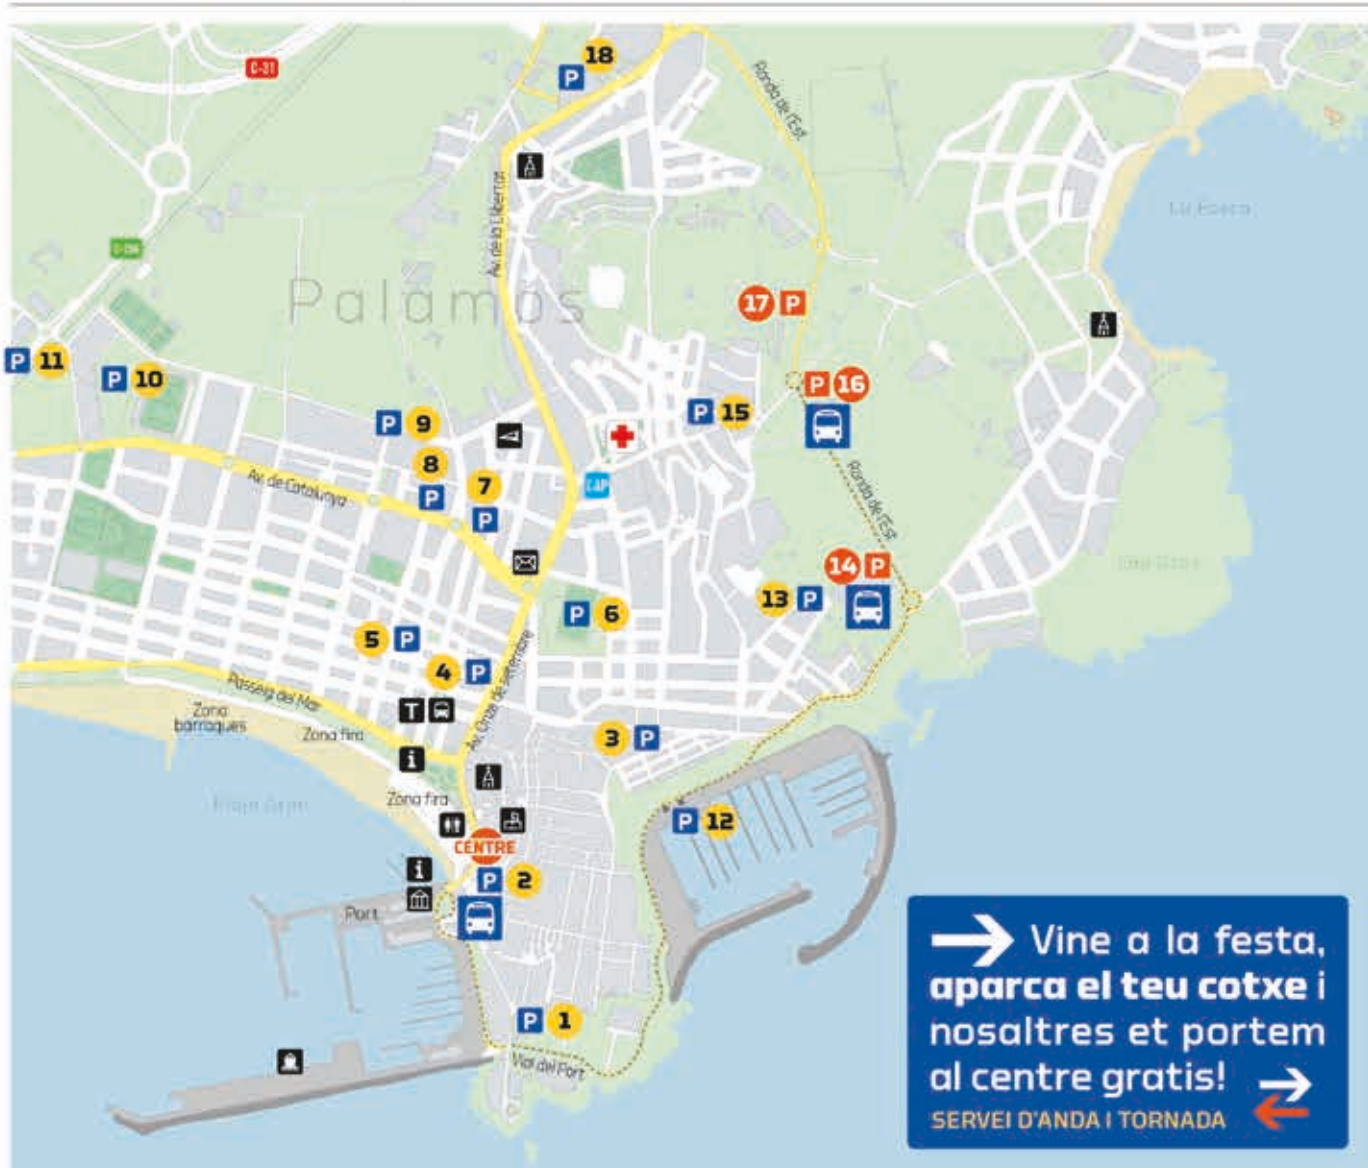 C-31
18
P
Ronda de l'Est
Av. de la Llibertat
La Fosca
Palamós
17 P
P 11
P 10
P 9
8
P
7
P
P 15
P 16
CAP
Av. de Catalunya
Ronda de l'Est
14 P
13 P
P 6
5 P
4 P
Passeig del Mar
Zona
barraques
Zona fira
T
Av. Onze de setembre
3 P
i
Zona fira
P 12
CENTRE
i
P 2
Port
P 1
Vial del Port
Vine a la festa,
aparca el teu cotxe i
nosaltres et portem
al centre gratis!
SERVEI D'ANDA I TORNADA